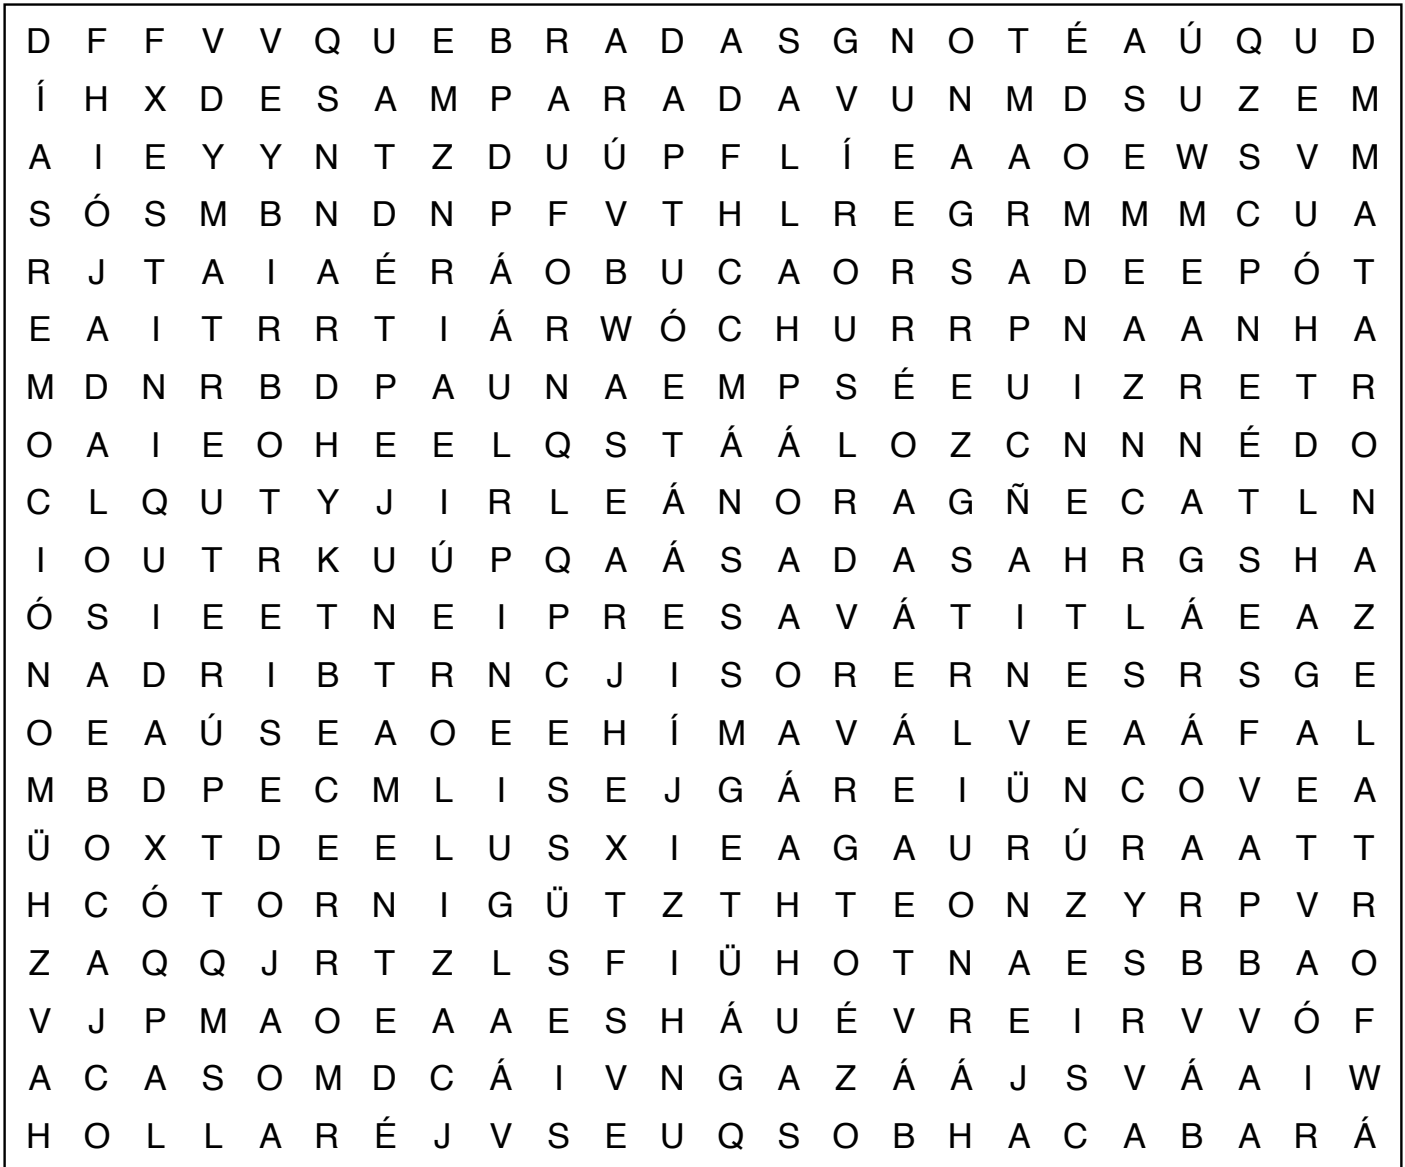 D F F V V Q U E B R A D A S G N O T É A Ú Q U D
Í H X D E S A M P A R A D A V U N M D S U Z E M
A I E Y Y N T Z D U Ú P F L Í E A A O E W S V M
S Ó S M B N D N P F V T H L R E G R M M M C U A
R J T A I A É R Á O B U C A O R S A D E E P Ó T
E A I T R R T I Á R W Ó C H U R R P N A A N H A
M D N R B D P A U N A E M P S É E U I Z R E T R
O A I E O H E E L Q S T Á Á L O Z C N N N É D O
C L Q U T Y J I R L E Á N O R A G Ñ E C A T L N
I O U T R K U Ú P Q A Á S A D A S A H R G S H A
Ó S I E E T N E I P R E S A V Á T I T L Á E A Z
N A D R I B T R N C J I S O R E R N E S R S G E
O E A Ú S E A O E E H Í M A V Á L V E A Á F A L
M B D P E C M L I S E J G Á R E I Ü N C O V E A
Ü O X T D E E L U S X I E A G A U R Ú R A A T T
H C Ó T O R N I G Ü T Z T H T E O N Z Y R P V R
Z A Q Q J R T Z L S F I Ü H O T N A E S B B A O
V J P M A O E A A E S H Á U É V R E I R V V Ó F
A C A S O M D C Á I V N G A Z Á Á J S V Á A I W
H O L L A R É J V S E U Q S O B H A C A B A R Á